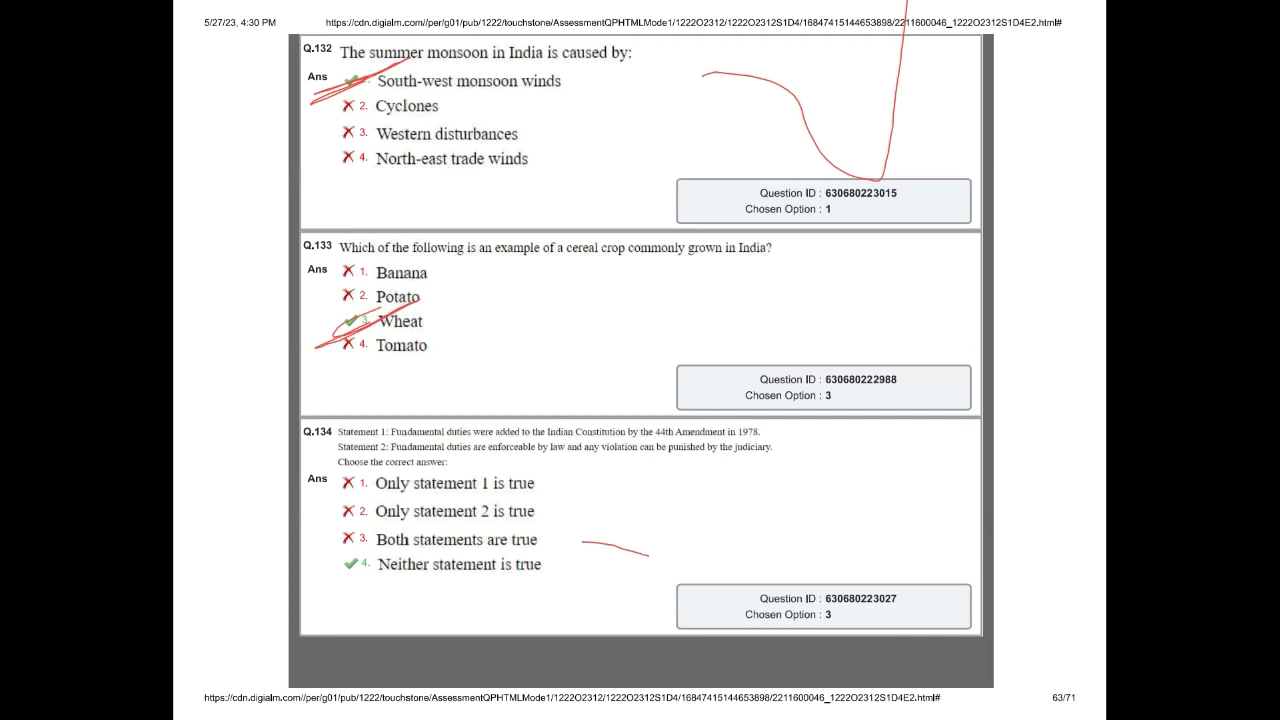 5/27/23, 4:30 PM https://cdn.digialm.com//per/g01/pub/1222/touchstone/AssessmentQPHTMLMode1/1222O2312/1222O2312S1D4/16847415144653898/2211600046_1222O2312S1D4E2.html#
Q.132 The summer monsoon in India is caused by:
Ans 1. South-west monsoon winds
2. Cyclones
3. Western disturbances
4. North-east trade winds
Question ID : 630680223015
Chosen Option : 1
Q.133 Which of the following is an example of a cereal crop commonly grown in India?
Ans 1. Banana
2. Potato
3. Wheat
4. Tomato
Question ID : 630680222988
Chosen Option : 3
Q.134 Statement 1: Fundamental duties were added to the Indian Constitution by the 44th Amendment in 1978.
Statement 2: Fundamental duties are enforceable by law and any violation can be punished by the judiciary.
Choose the correct answer:
Ans 1. Only statement 1 is true
2. Only statement 2 is true
3. Both statements are true
4. Neither statement is true
Question ID : 630680223027
Chosen Option : 3
https://cdn.digialm.com//per/g01/pub/1222/touchstone/AssessmentQPHTMLMode1/1222O2312/1222O2312S1D4/16847415144653898/2211600046_1222O2312S1D4E2.html# 63/71